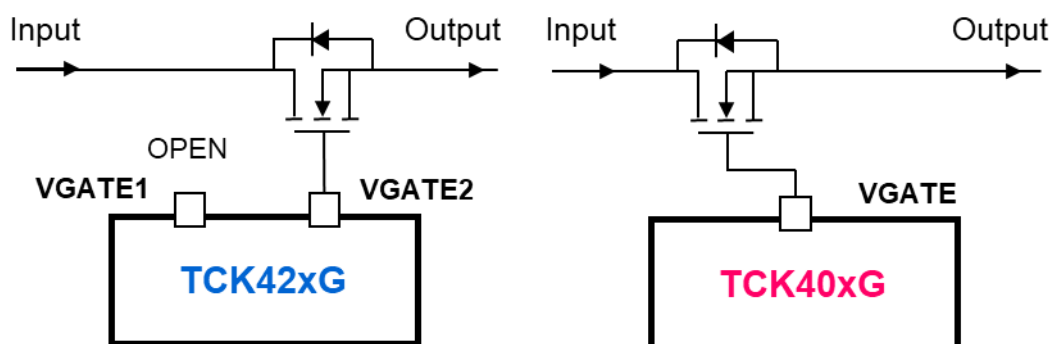 Input
Output
OPEN
VGATE1
VGATE2
TCK42xG
Input
Output
VGATE
TCK40xG